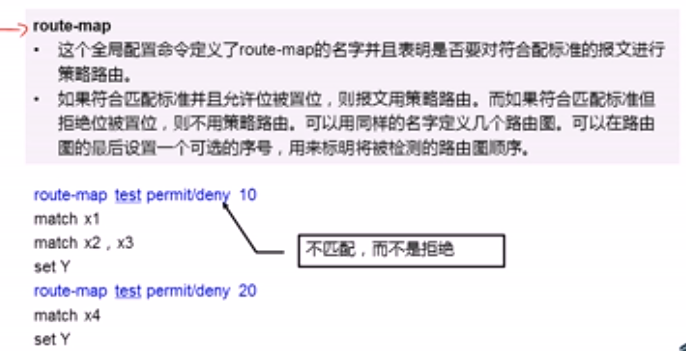 route-map
• 这个全局配置命令定义了route-map的名字并且表明是否要对符合配标准的报文进行
策略路由。
• 如果符合匹配标准并且允许位被置位，则报文用策略路由。而如果符合匹配标准但
拒绝位被置位，则不用策略路由。可以用同样的名字定义几个路由图。可以在路由
图的最后设置一个可选的序号，用来标明将被检测的路由图顺序。
route-map test permit/deny 10
match x1
match x2，x3
不匹配，而不是拒绝
set Y
route-map test permit/deny 20
match x4
set Y